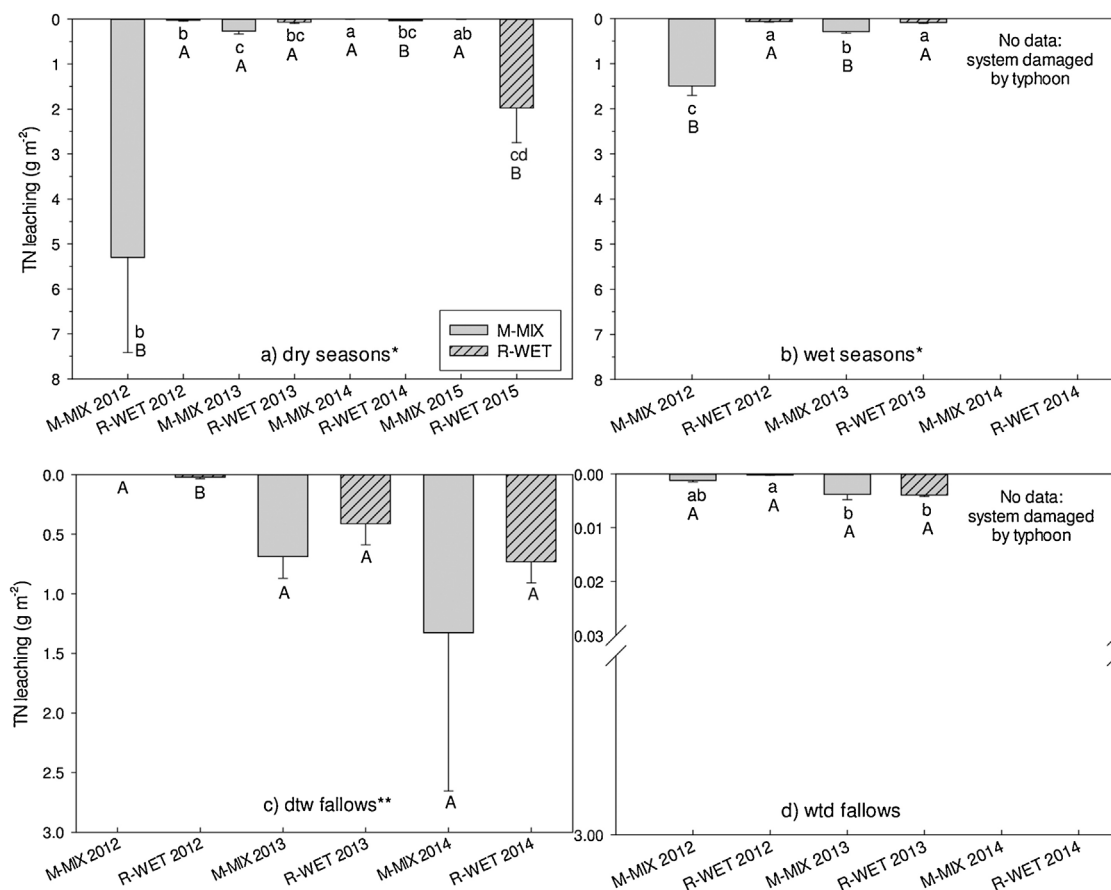 0
1
2
3
4
5
6
7
8
TN leaching (g m-2)
b
B
b
A
c
A
bc
A
a
A
bc
B
ab
A
cd
B
M-MIX
R-WET
a) dry seasons*
M-MIX 2012
R-WET 2012
M-MIX 2013
R-WET 2013
M-MIX 2014
R-WET 2014
M-MIX 2015
R-WET 2015
0
1
2
3
4
5
6
7
8
c
B
a
A
b
B
a
A
No data:
system damaged
by typhoon
b) wet seasons*
M-MIX 2012
R-WET 2012
M-MIX 2013
R-WET 2013
M-MIX 2014
R-WET 2014
0.0
0.5
1.0
1.5
2.0
2.5
3.0
TN leaching (g m-2)
A
B
A
A
A
A
c) dtw fallows**
M-MIX 2012
R-WET 2012
M-MIX 2013
R-WET 2013
M-MIX 2014
R-WET 2014
0.00
0.01
0.02
0.03
3.00
ab
A
a
A
b
A
b
A
No data:
system damaged
by typhoon
d) wtd fallows
M-MIX 2012
R-WET 2012
M-MIX 2013
R-WET 2013
M-MIX 2014
R-WET 2014